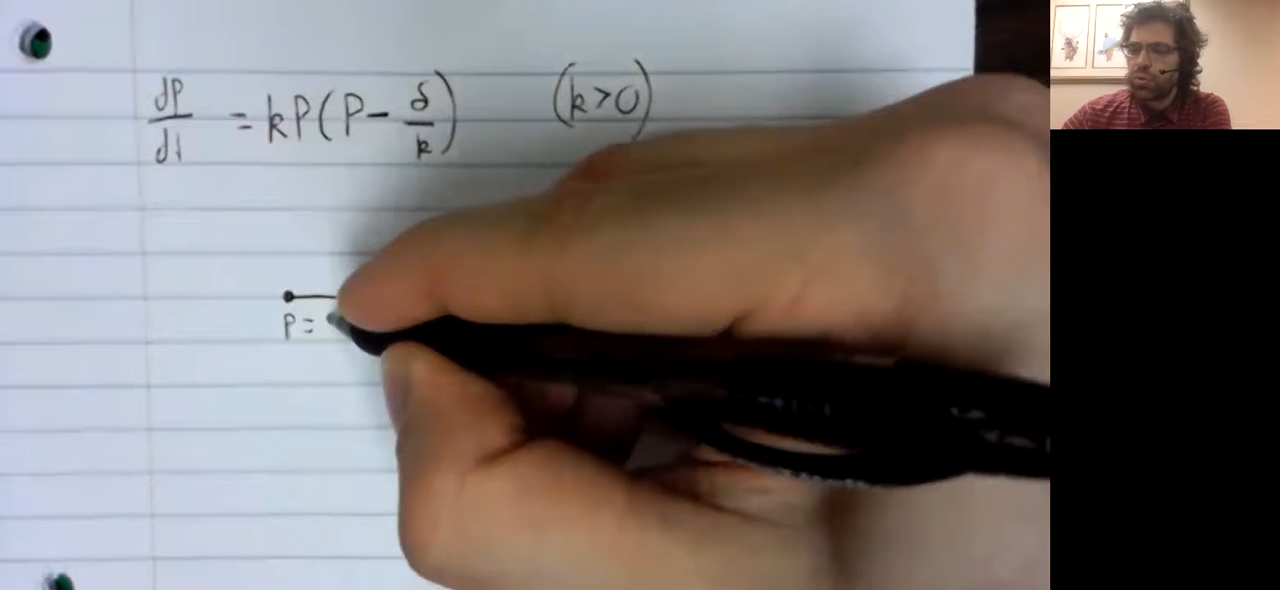 dP/dt = kP(P - δ/k) (k>0)
P =